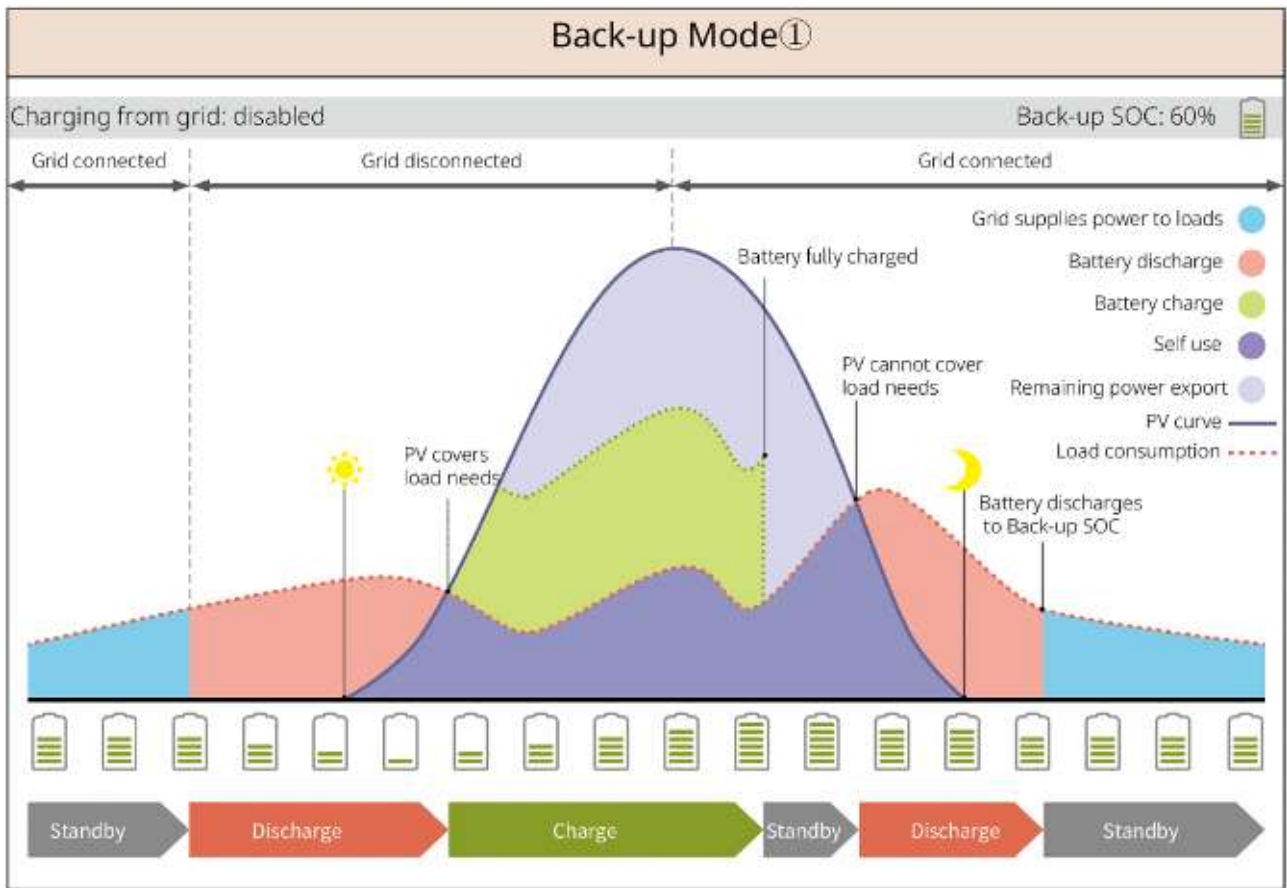 Back-up Mode①
Charging from grid: disabled
Back-up SOC: 60%
Grid connected
Grid disconnected
Grid connected
Grid supplies power to loads
Battery discharge
Battery charge
Self use
Remaining power export
PV curve
Load consumption
Battery fully charged
PV cannot cover
load needs
PV covers
load needs
Battery discharges
to Back-up SOC
Standby
Discharge
Charge
Standby
Discharge
Standby